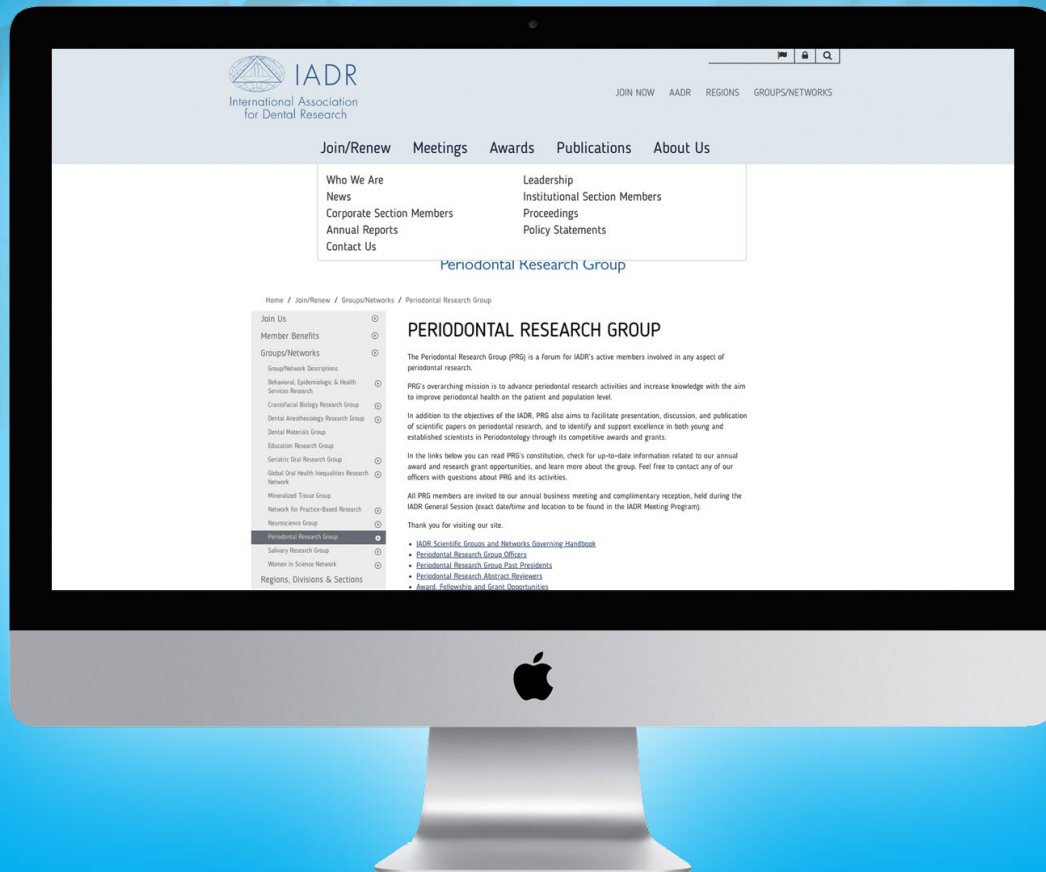 IADR
International Association
for Dental Research
JOIN NOW AADR REGIONS GROUPS/NETWORKS
Join/Renew Meetings Awards Publications About Us
Who We Are
News
Corporate Section Members
Annual Reports
Contact Us
Leadership
Institutional Section Members
Proceedings
Policy Statements
Periodontal Research Group
Home / Join/Renew / Groups/Networks / Periodontal Research Group
Join Us
Member Benefits
Groups/Networks
Group/Network Descriptions
Behavioral, Epidemiologic & Health
Services Research
Craniofacial Biology Research Group
Dental Anesthesiology Research Group
Dental Materials Group
Education Research Group
Geriatric Oral Research Group
Global Oral Health Inequalities Research
Network
Mineralized Tissue Group
Network for Practice-Based Research
Neuroscience Group
Periodontal Research Group
Salivary Research Group
Women In Science Network
Regions, Divisions & Sections
PERIODONTAL RESEARCH GROUP
The Periodontal Research Group (PRG) is a forum for IADR's active members involved in any aspect of
periodontal research.
PRG's overarching mission is to advance periodontal research activities and increase knowledge with the aim
to improve periodontal health on the patient and population level.
In addition to the objectives of the IADR, PRG also aims to facilitate presentation, discussion, and publication
of scientific papers on periodontal research, and to identify and support excellence in both young and
established scientists in Periodontology through its competitive awards and grants.
In the links below you can read PRG's constitution, check for up-to-date information related to our annual
award and research grant opportunities, and learn more about the group. Feel free to contact any of our
officers with questions about PRG and its activities.
All PRG members are invited to our annual business meeting and complimentary reception, held during the
IADR General Session (exact date/time and location to be found in the IADR Meeting Program).
Thank you for visiting our site.
• IADR Scientific Groups and Networks Governing Handbook
• Periodontal Research Group Officers
• Periodontal Research Group Past Presidents
• Periodontal Research Abstract Reviewers
• Award, Fellowship and Grant Opportunities